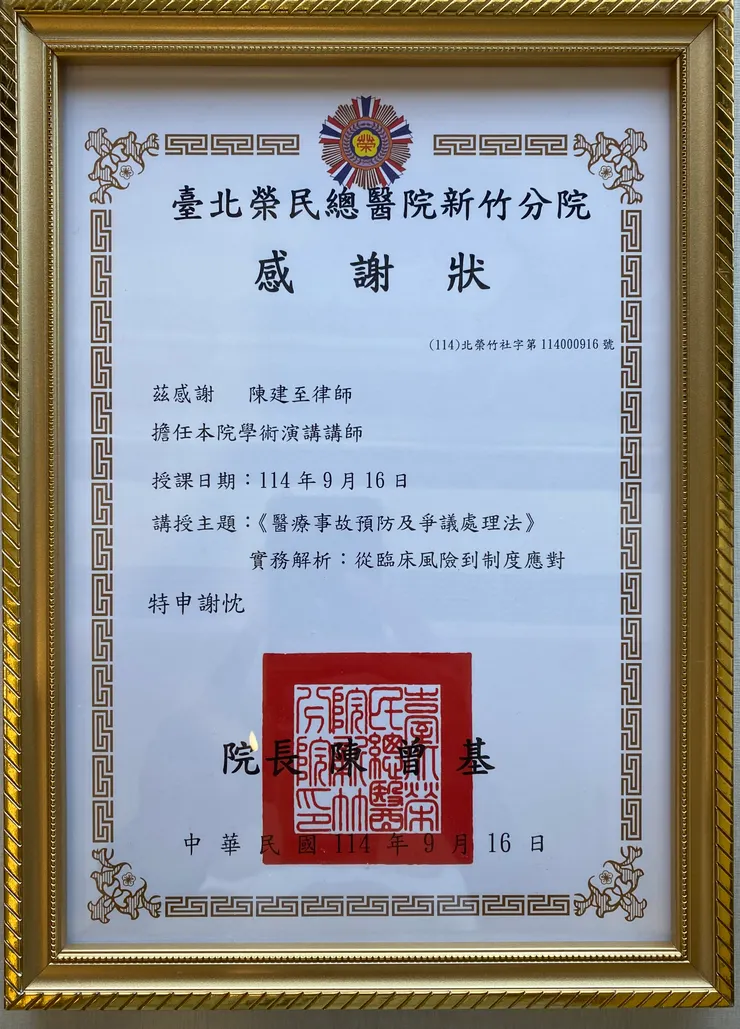 榮
臺北榮民總醫院新竹分院
感謝狀
(114)北榮竹社字第114000916號
茲感謝 陳建至律師
擔任本院學術演講講師
授課日期：114年9月16日
講授主題：《醫療事故預防及爭議處理法》
實務解析：從臨床風險到制度應對
特申謝忱
院長 陳曾基
中華民國114年9月16日